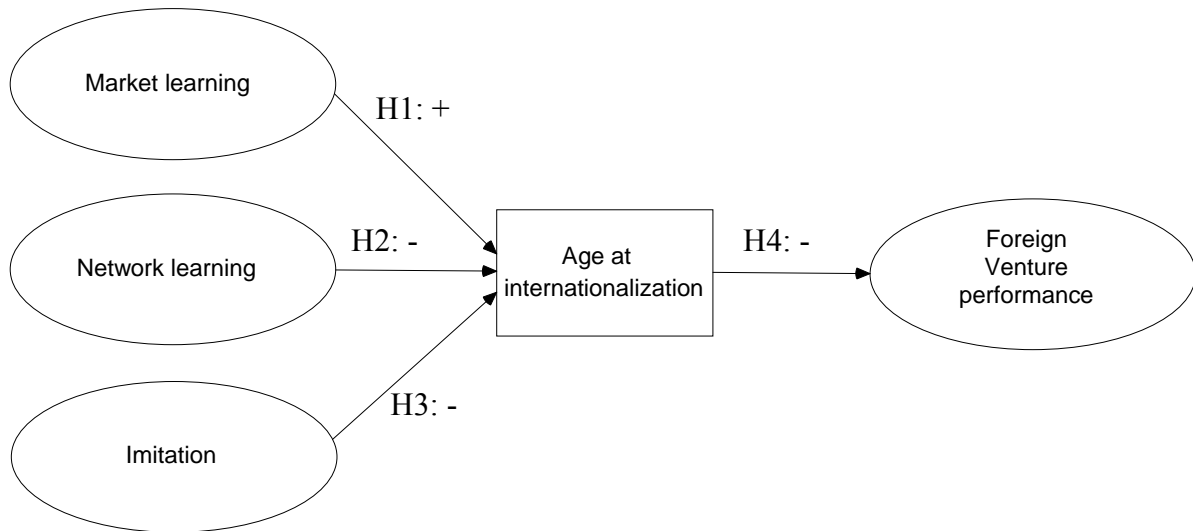 Market learning
H1: +
Network learning
H2: -
Imitation
H3: -
Age at
internationalization
H4: -
Foreign
Venture
performance